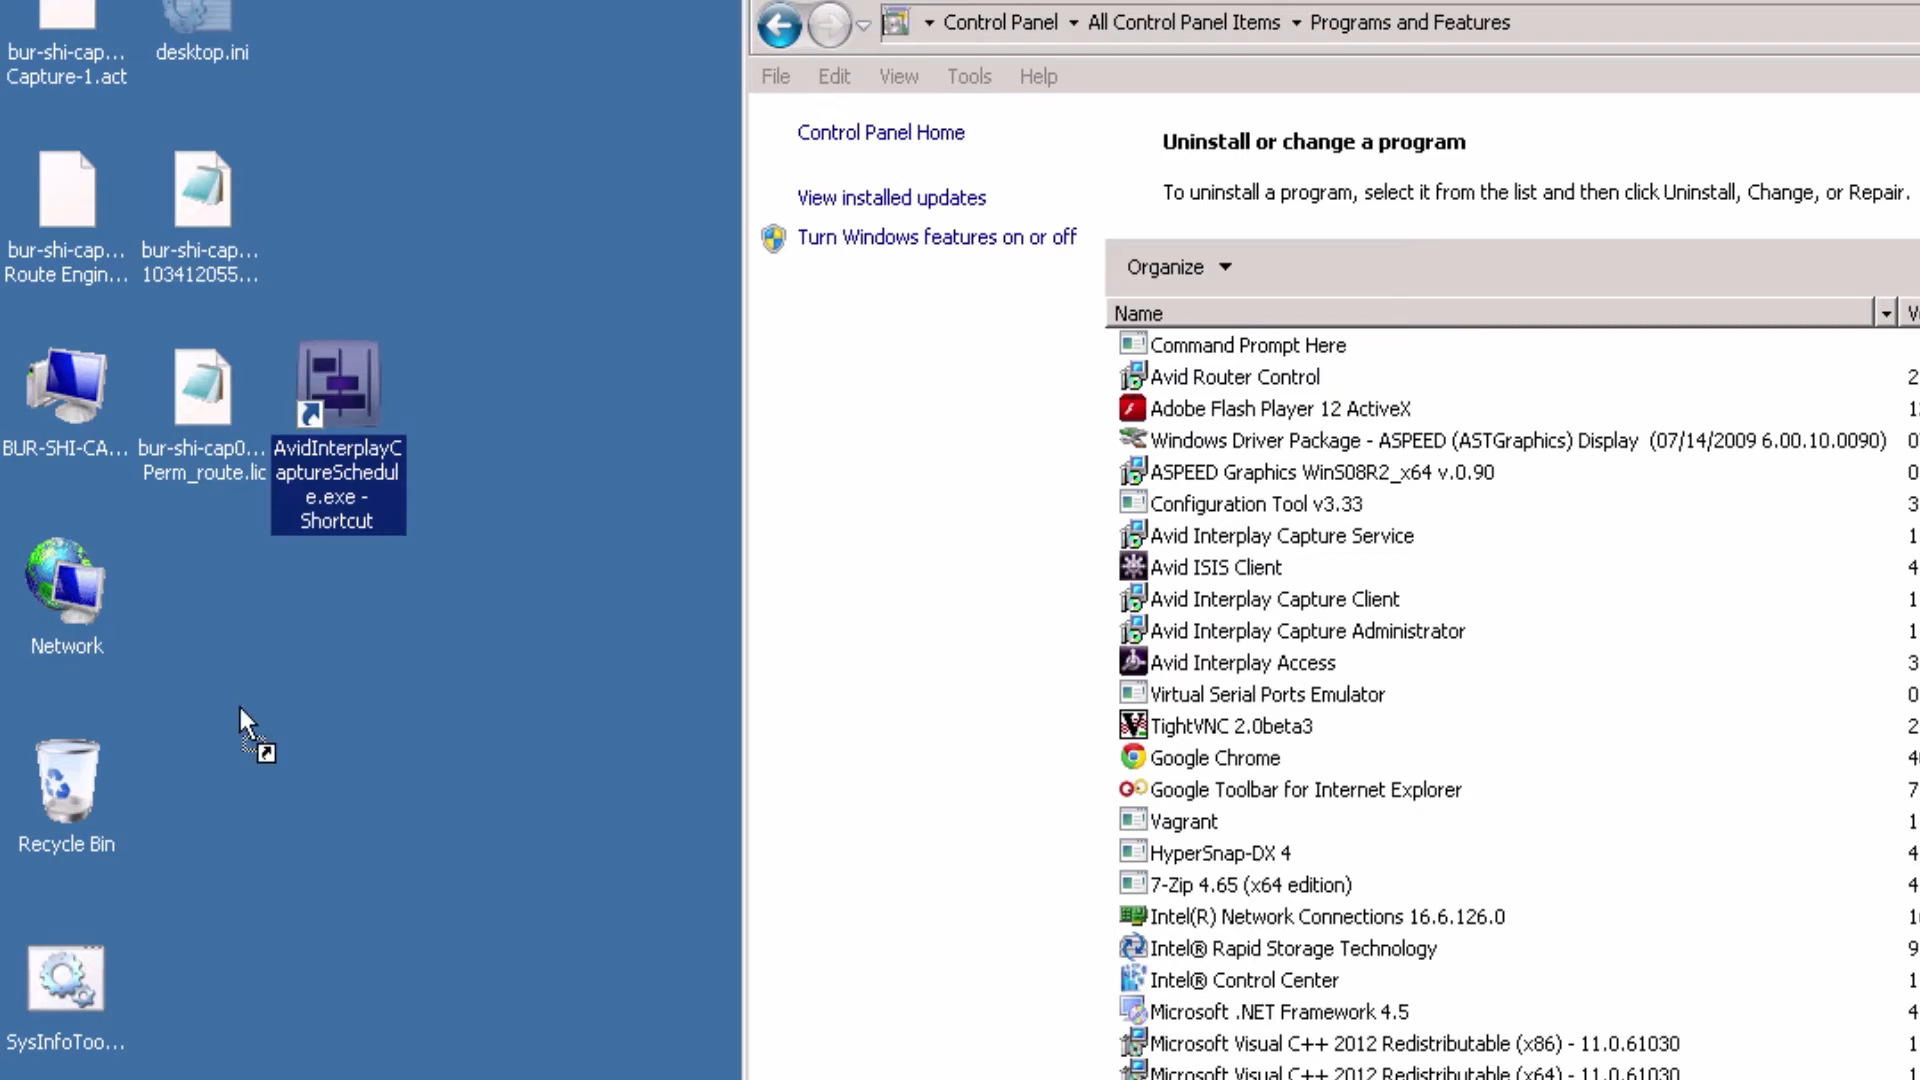 bur-shi-cap...
Capture-1.act
desktop.ini
bur-shi-cap...
Route Engin...
bur-shi-cap...
103412055...
BUR-SHI-CA...
bur-shi-cap0...
Perm_route.lic
AvidInterplayC
aptureSchedul
e.exe -
Shortcut
Network
Recycle Bin
SysInfoToo...
Control Panel
All Control Panel Items
Programs and Features
File
Edit
View
Tools
Help
Control Panel Home
View installed updates
Turn Windows features on or off
Uninstall or change a program
To uninstall a program, select it from the list and then click Uninstall, Change, or Repair.
Organize
Name
Command Prompt Here
Avid Router Control
Adobe Flash Player 12 ActiveX
Windows Driver Package - ASPEED (ASTGraphics) Display (07/14/2009 6.00.10.0090)
ASPEED Graphics WinS08R2_x64 v.0.90
Configuration Tool v3.33
Avid Interplay Capture Service
Avid ISIS Client
Avid Interplay Capture Client
Avid Interplay Capture Administrator
Avid Interplay Access
Virtual Serial Ports Emulator
TightVNC 2.0beta3
Google Chrome
Google Toolbar for Internet Explorer
Vagrant
HyperSnap-DX 4
7-Zip 4.65 (x64 edition)
Intel(R) Network Connections 16.6.126.0
Intel® Rapid Storage Technology
Intel® Control Center
Microsoft .NET Framework 4.5
Microsoft Visual C++ 2012 Redistributable (x86) - 11.0.61030
Microsoft Visual C++ 2012 Redistributable (x64) - 11.0.61030